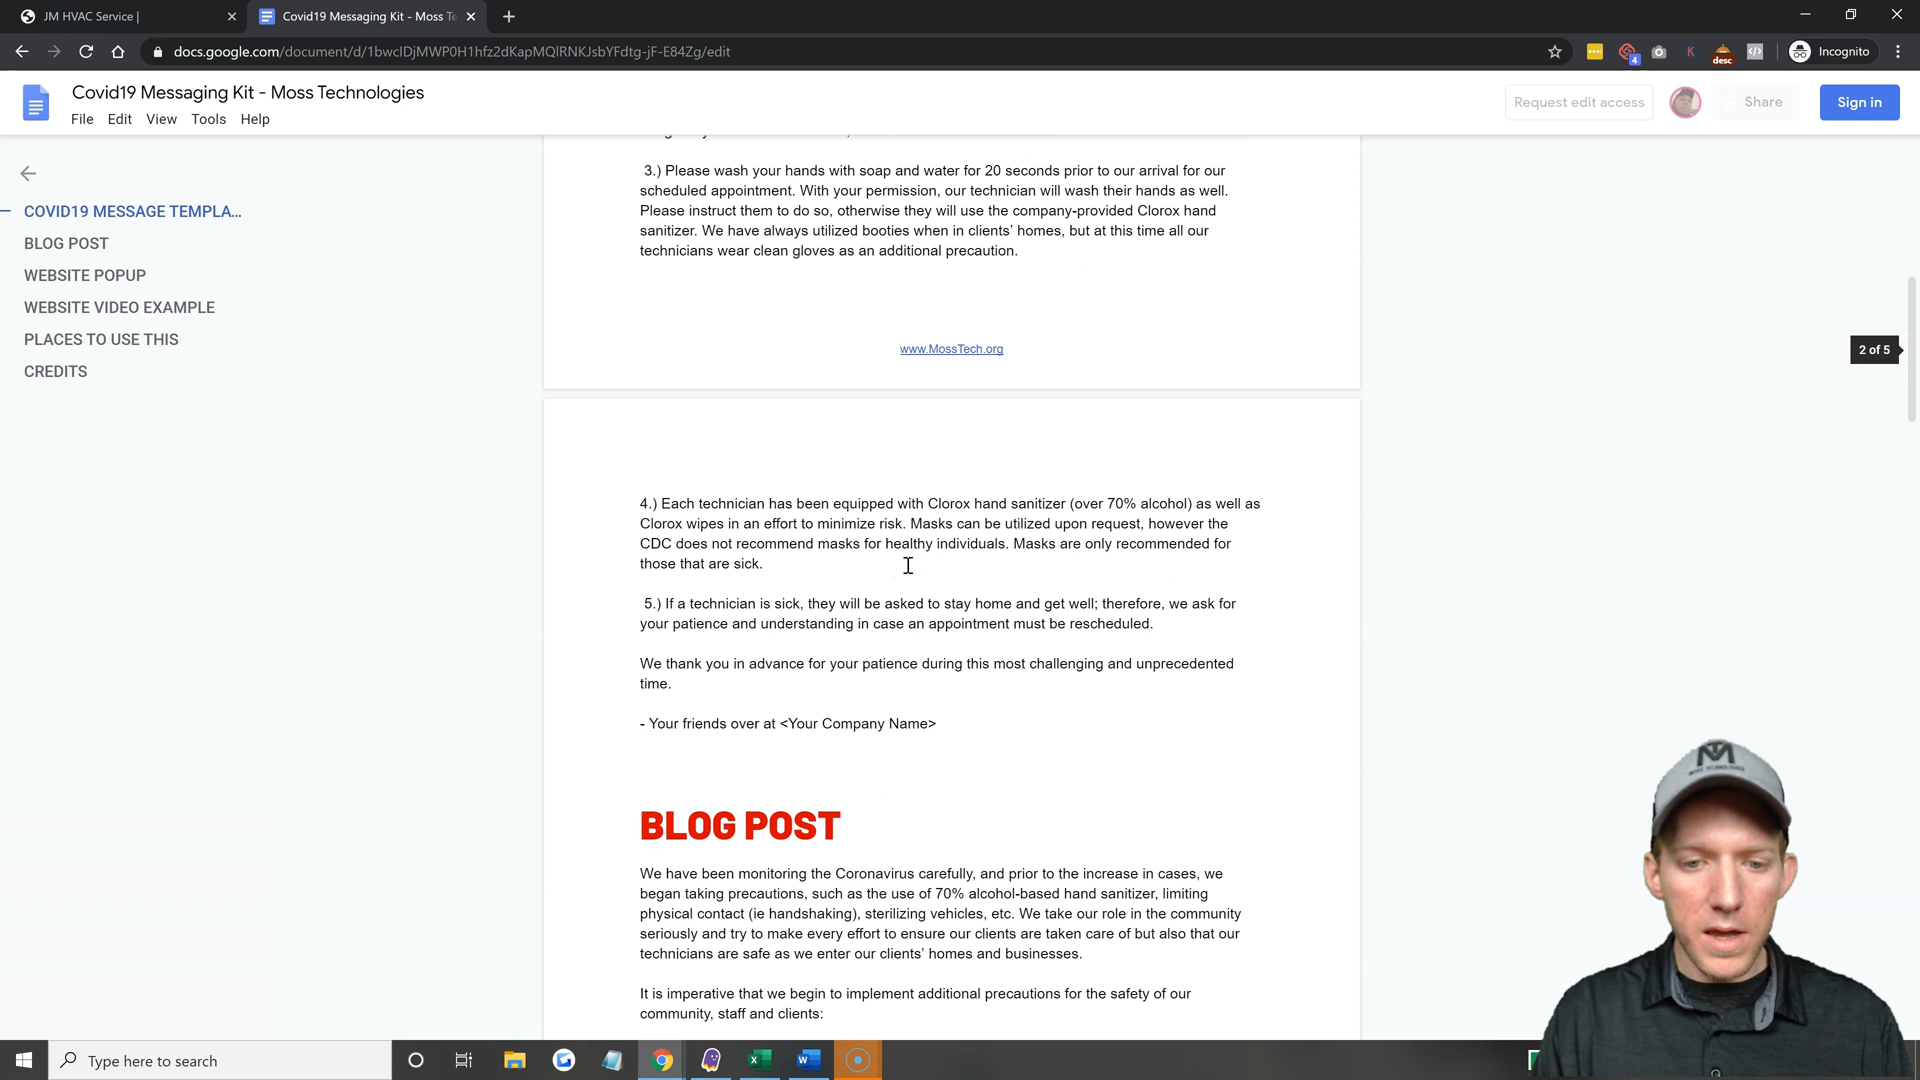 JM HVAC Service |
Covid19 Messaging Kit - Moss Te
docs.google.com/document/d/1bwcIDjMWP0H1hfz2dKapMQlRNKJsbYFdtg-jF-E84Zg/edit
4
K
desc
Incognito
Covid19 Messaging Kit - Moss Technologies
File Edit View Tools Help
Request edit access
Share
Sign in
COVID19 MESSAGE TEMPLA...
BLOG POST
WEBSITE POPUP
WEBSITE VIDEO EXAMPLE
PLACES TO USE THIS
CREDITS
3.) Please wash your hands with soap and water for 20 seconds prior to our arrival for our
scheduled appointment. With your permission, our technician will wash their hands as well.
Please instruct them to do so, otherwise they will use the company-provided Clorox hand
sanitizer. We have always utilized booties when in clients' homes, but at this time all our
technicians wear clean gloves as an additional precaution.
www.MossTech.org
2 of 5
4.) Each technician has been equipped with Clorox hand sanitizer (over 70% alcohol) as well as
Clorox wipes in an effort to minimize risk. Masks can be utilized upon request, however the
CDC does not recommend masks for healthy individuals. Masks are only recommended for
those that are sick.
5.) If a technician is sick, they will be asked to stay home and get well; therefore, we ask for
your patience and understanding in case an appointment must be rescheduled.
We thank you in advance for your patience during this most challenging and unprecedented
time.
- Your friends over at <Your Company Name>
BLOG POST
We have been monitoring the Coronavirus carefully, and prior to the increase in cases, we
began taking precautions, such as the use of 70% alcohol-based hand sanitizer, limiting
physical contact (ie handshaking), sterilizing vehicles, etc. We take our role in the community
seriously and try to make every effort to ensure our clients are taken care of but also that our
technicians are safe as we enter our clients' homes and businesses.
It is imperative that we begin to implement additional precautions for the safety of our
community, staff and clients:
Type here to search